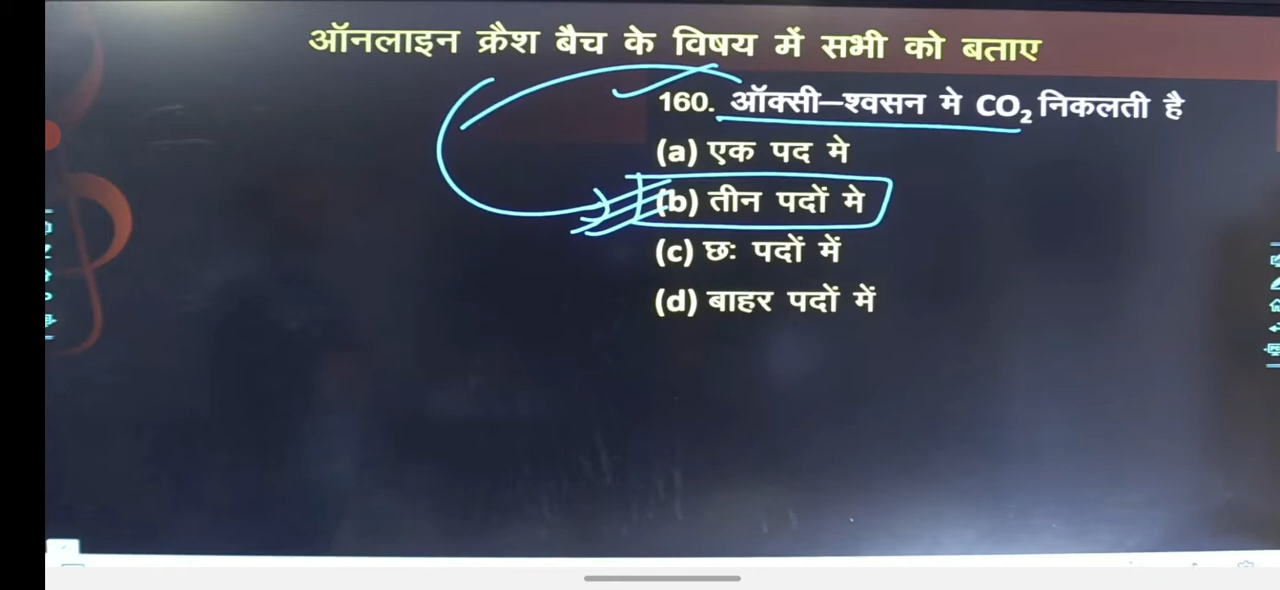 ऑनलाइन क्रैश बैच के विषय में सभी को बताए
160. ऑक्सी–श्वसन मे CO₂ निकलती है
(a) एक पद मे
(b) तीन पदों मे
(c) छः पदों में
(d) बाहर पदों में